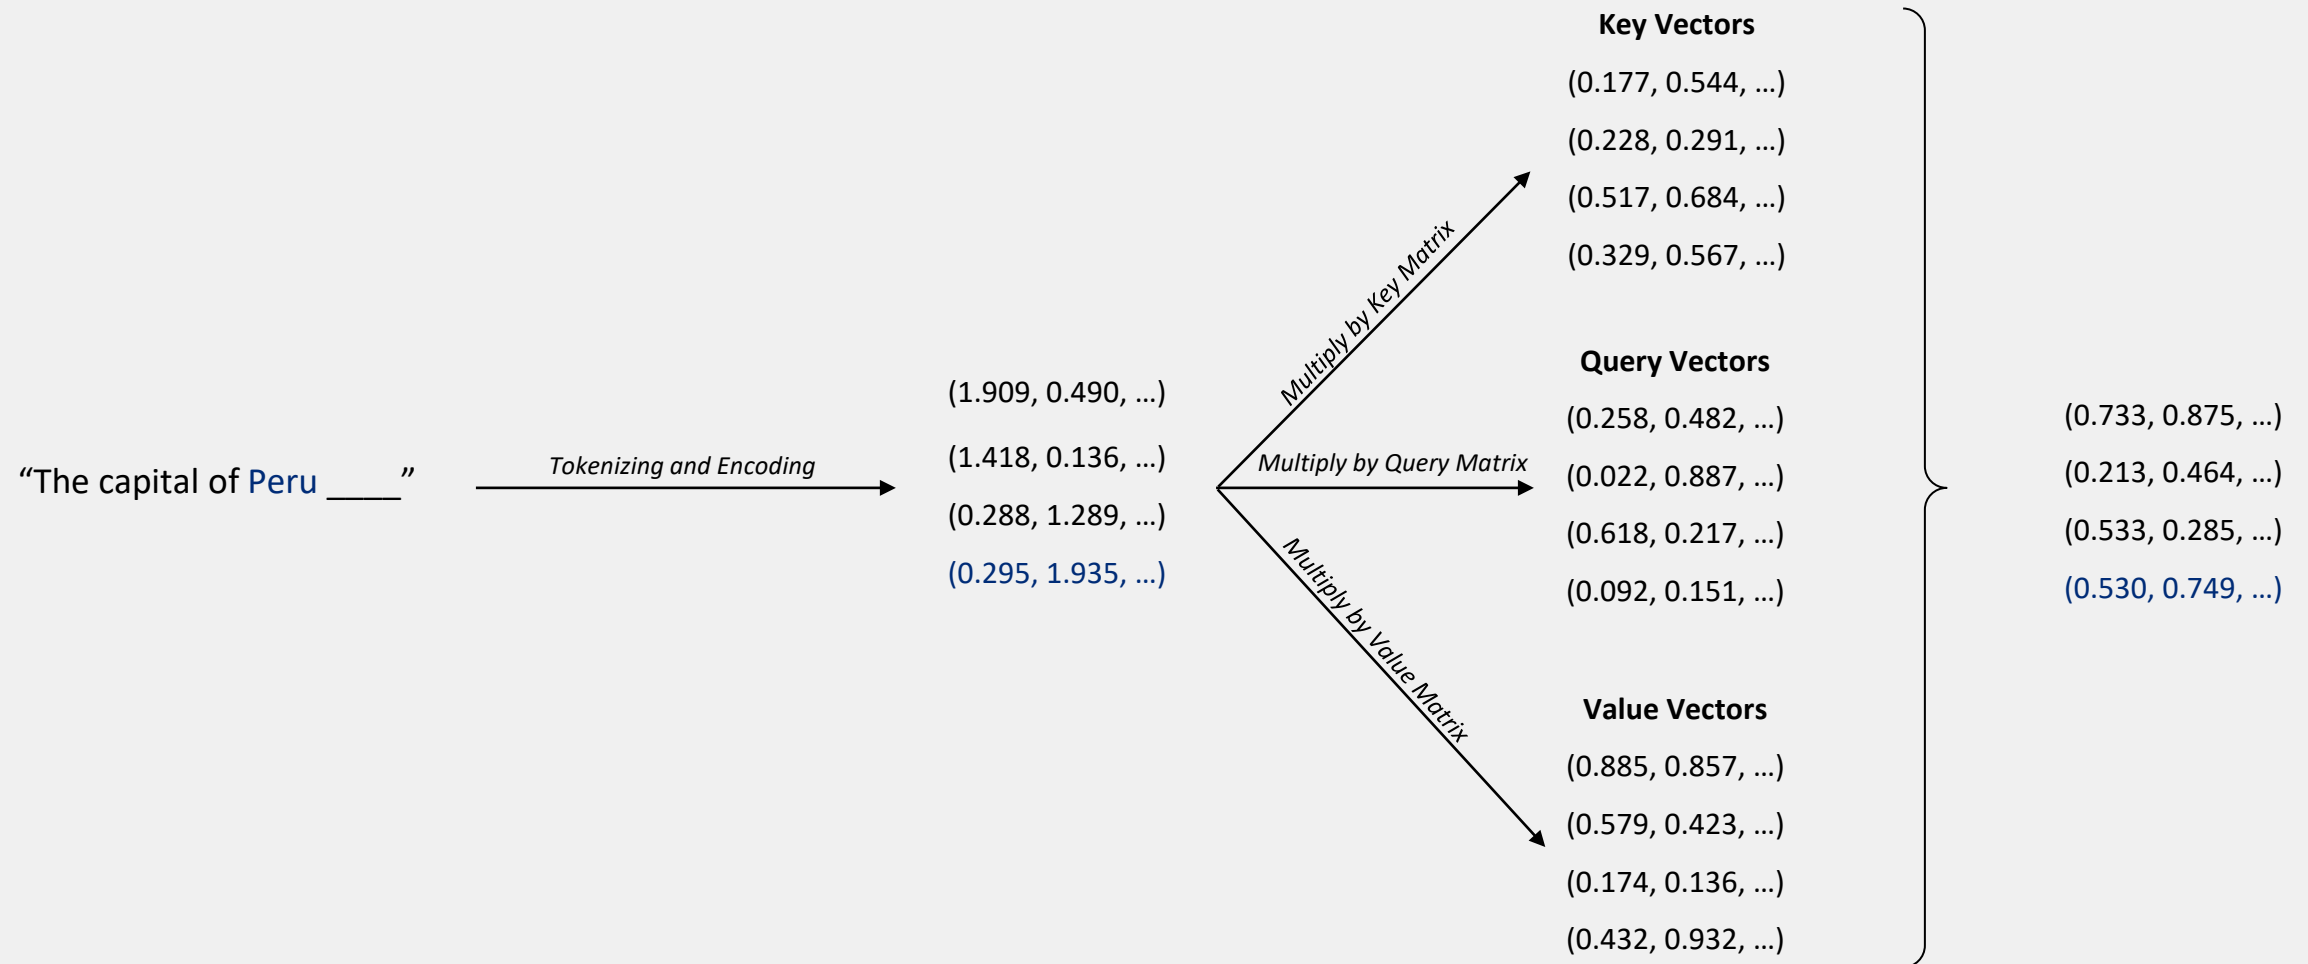 “The capital of Peru ____”
Tokenizing and Encoding
(1.909, 0.490, …)
(1.418, 0.136, …)
(0.288, 1.289, …)
(0.295, 1.935, …)
Multiply by Key Matrix
Multiply by Query Matrix
Multiply by Value Matrix
Key Vectors
(0.177, 0.544, …)
(0.228, 0.291, …)
(0.517, 0.684, …)
(0.329, 0.567, …)
Query Vectors
(0.258, 0.482, …)
(0.022, 0.887, …)
(0.618, 0.217, …)
(0.092, 0.151, …)
Value Vectors
(0.885, 0.857, …)
(0.579, 0.423, …)
(0.174, 0.136, …)
(0.432, 0.932, …)
(0.733, 0.875, …)
(0.213, 0.464, …)
(0.533, 0.285, …)
(0.530, 0.749, …)